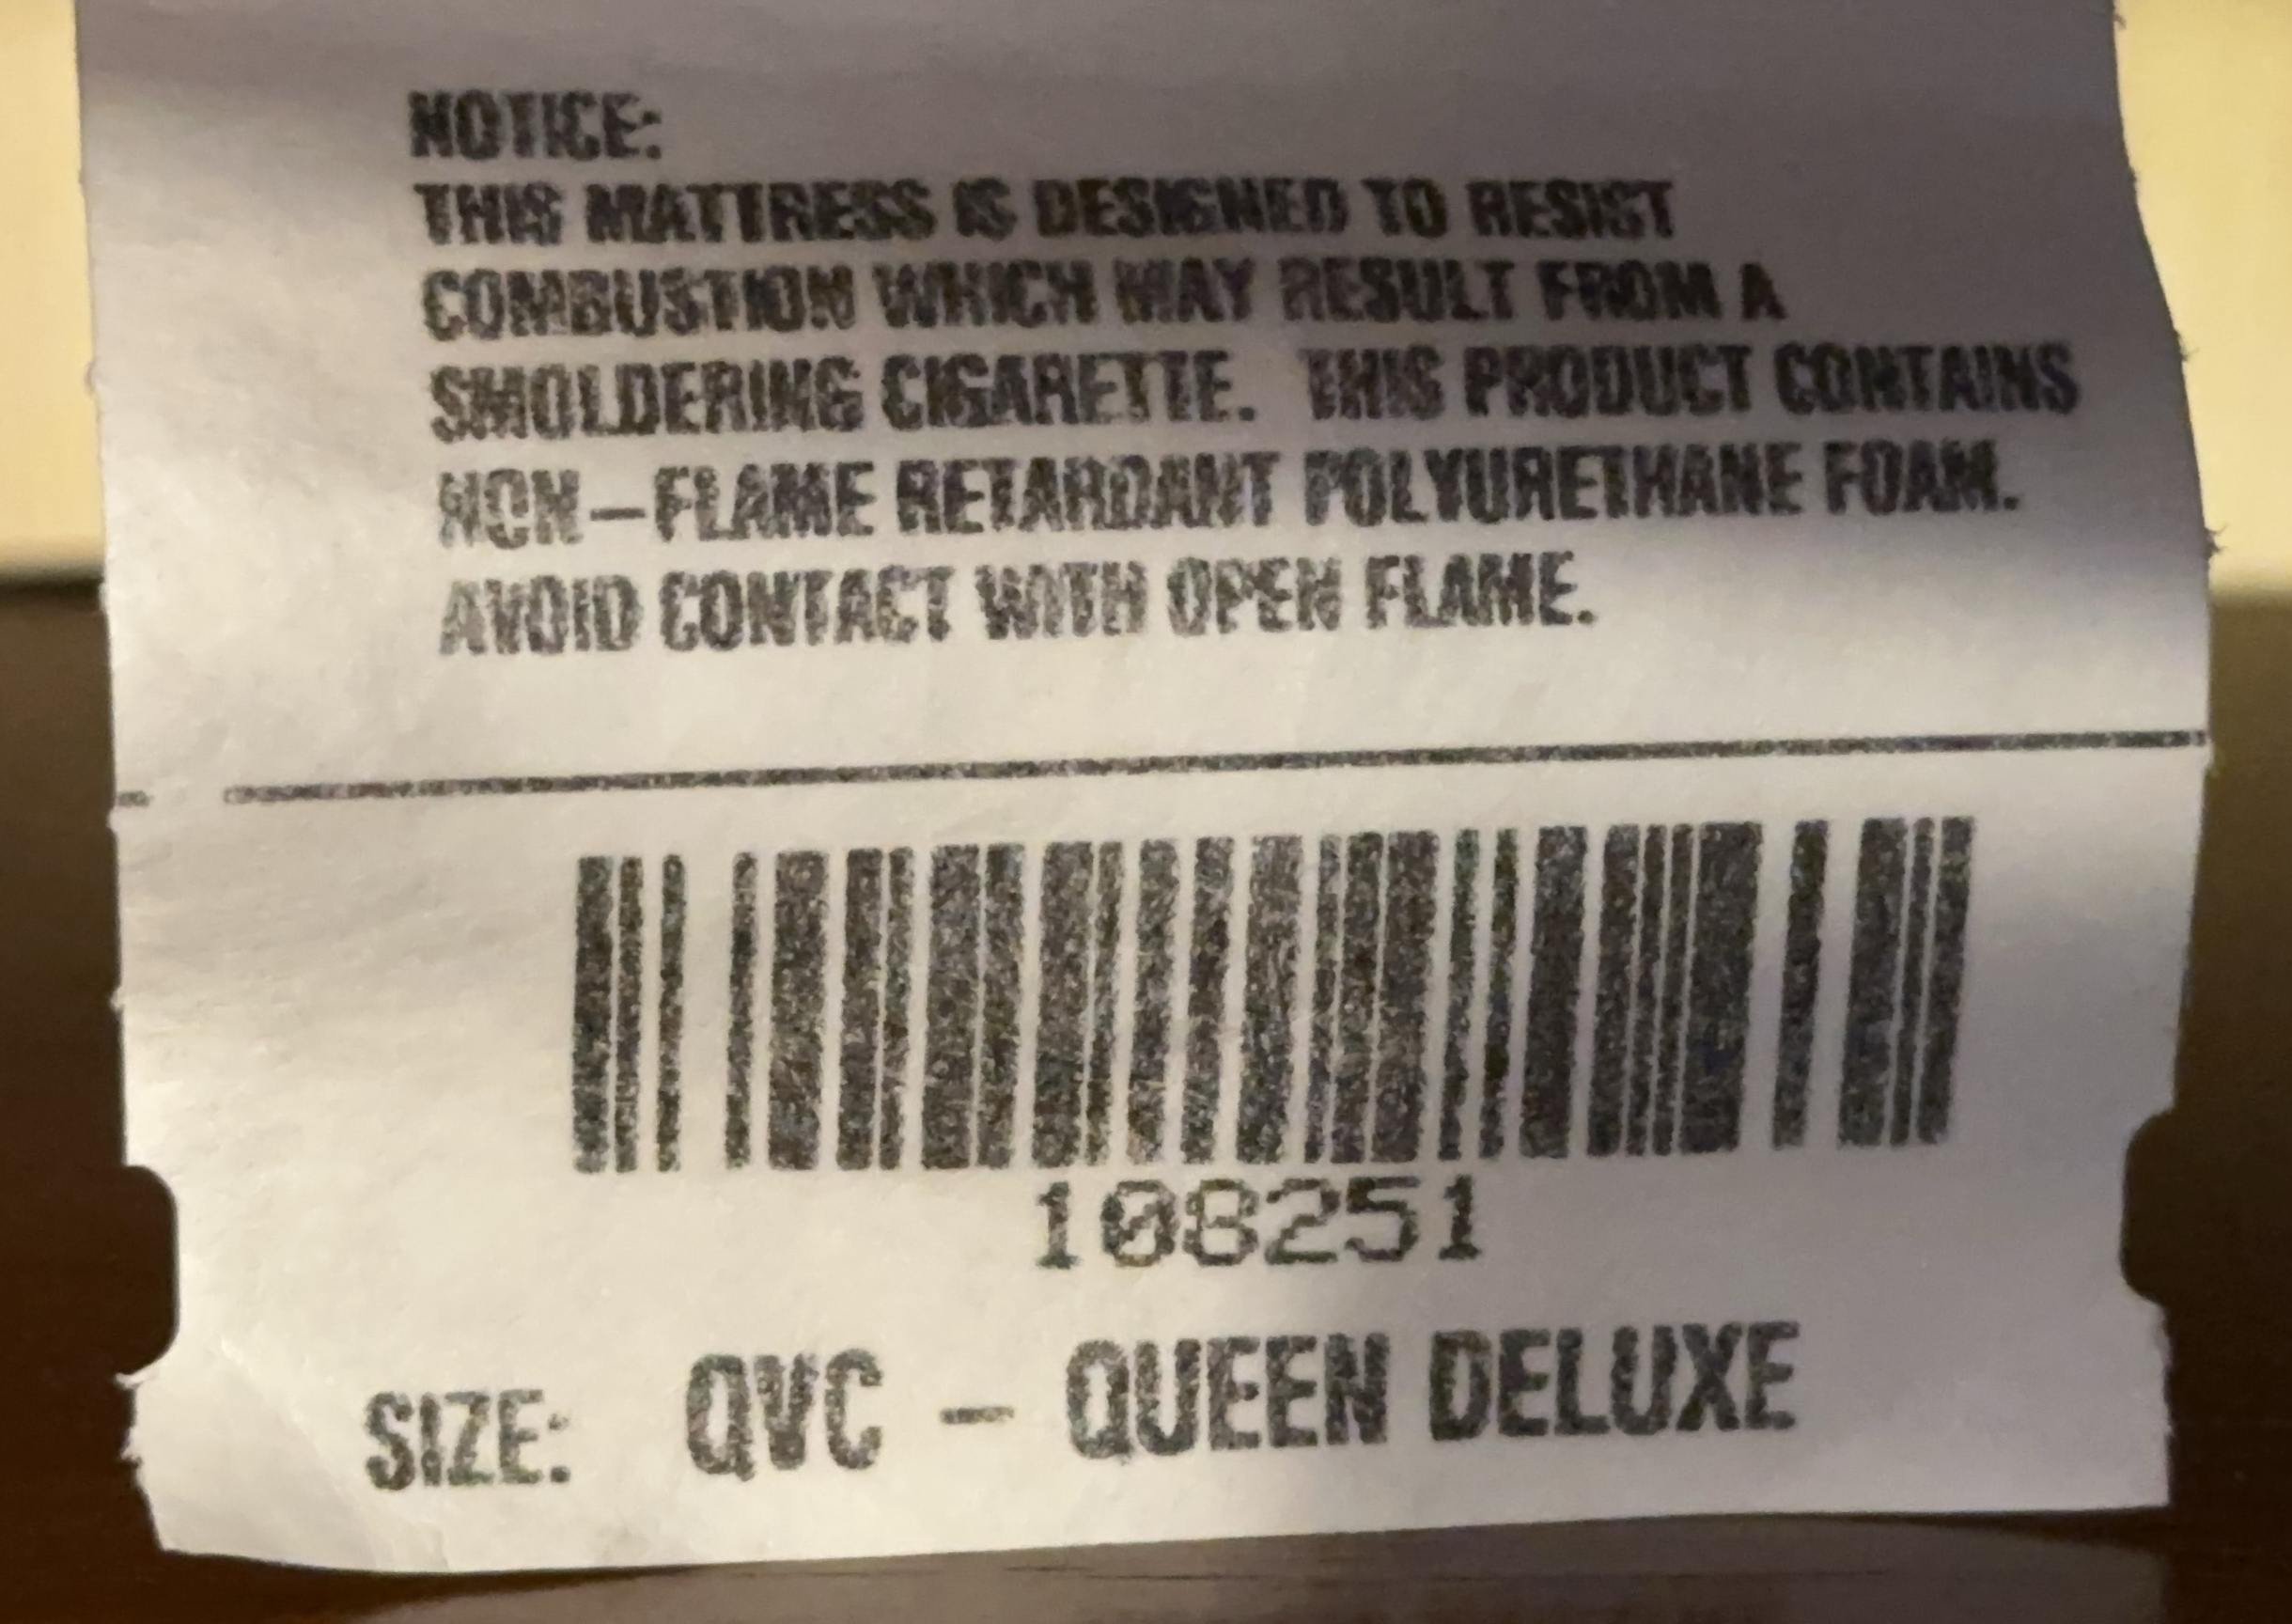 NOTICE:
THIS MATTRESS IS DESIGNED TO RESIST
COMBUSTION WHICH MAY RESULT FROM A
SMOLDERING CIGARETTE. THIS PRODUCT CONTAINS
NON-FLAME RETARDANT POLYURETHANE FOAM.
AVOID CONTACT WITH OPEN FLAME.
108251
SIZE: QVC - QUEEN DELUXE